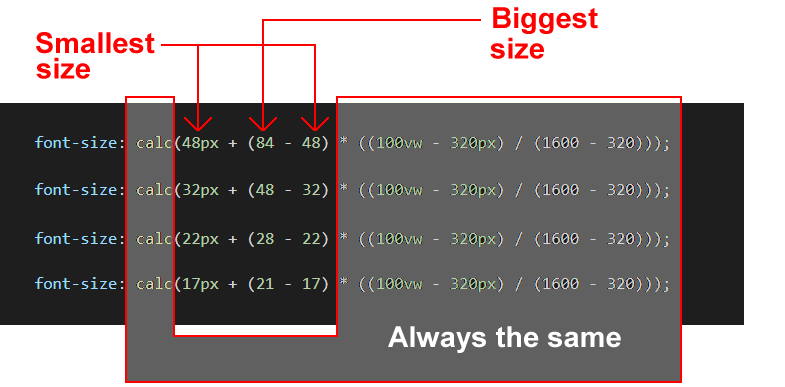 Biggest
size
Smallest
size
font-size: calc(48px + (84 - 48) * ((100vw - 320px) / (1600 - 320)));
font-size: calc(32px + (48 - 32) * ((100vw - 320px) / (1600 - 320)));
font-size: calc(22px + (28 - 22) * ((100vw - 320px) / (1600 - 320)));
font-size: calc(17px + (21 - 17) * ((100vw - 320px) / (1600 - 320)));
Always the same